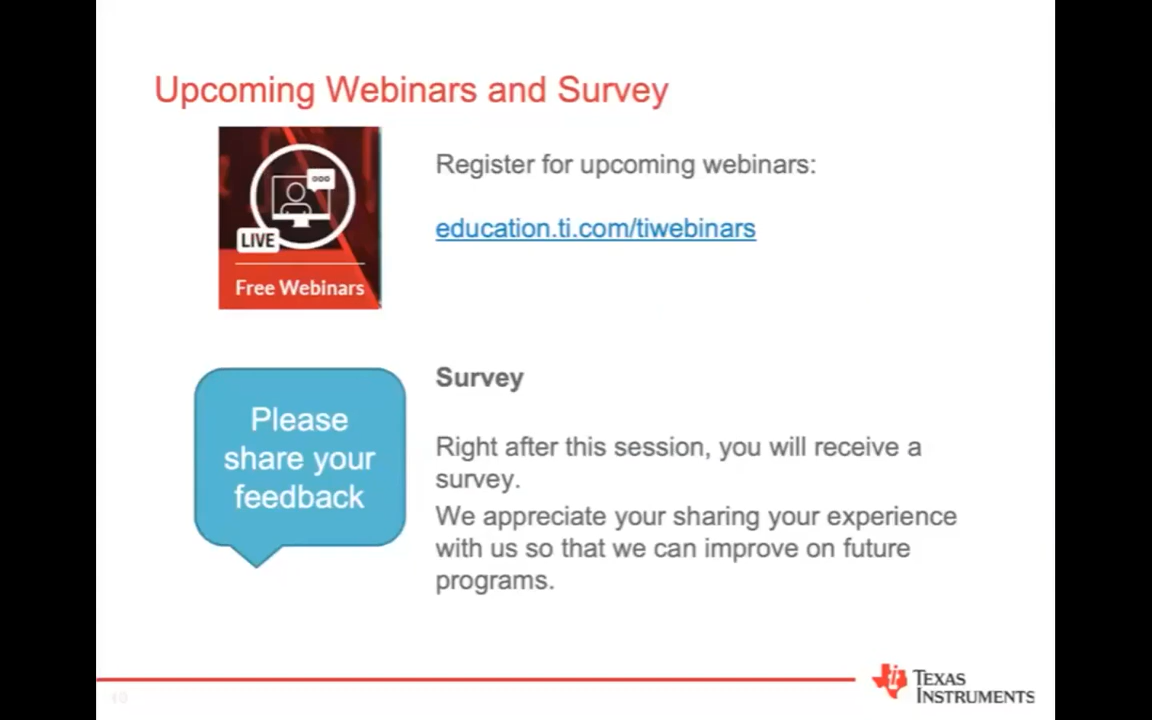 Upcoming Webinars and Survey
LIVE
Free Webinars
Register for upcoming webinars:
education.ti.com/tiwebinars
Please
share your
feedback
Survey
Right after this session, you will receive a
survey.
We appreciate your sharing your experience
with us so that we can improve on future
programs.
TEXAS
INSTRUMENTS